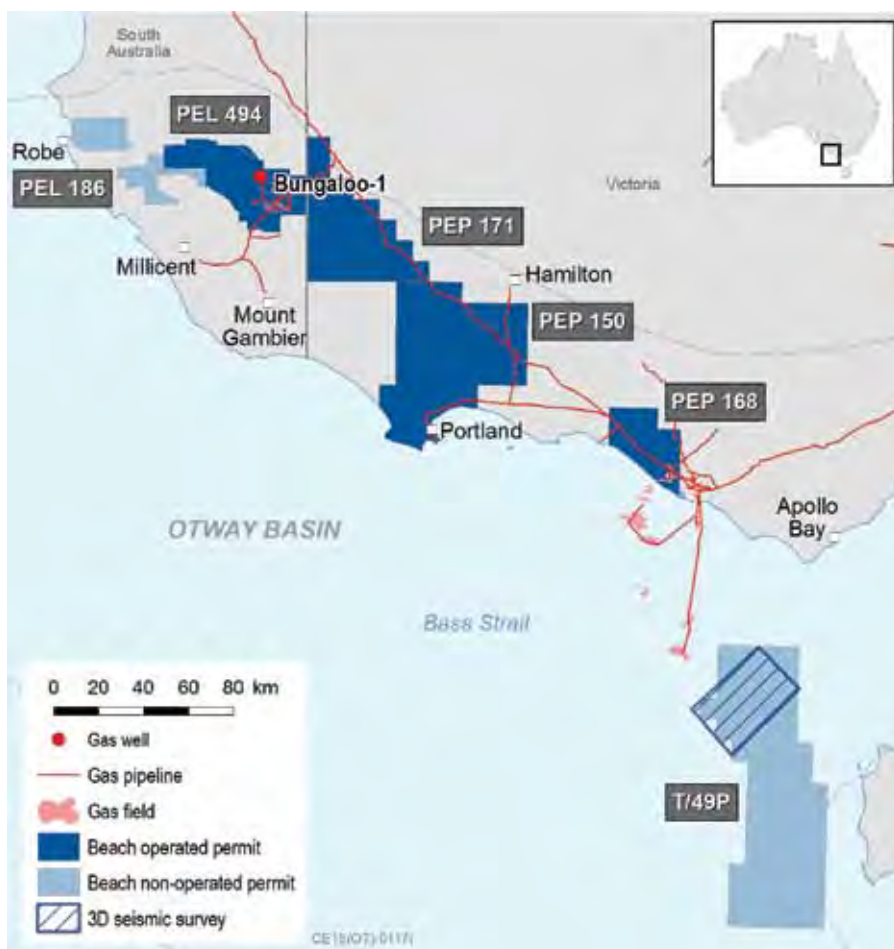 South
Australia
PEL 494
Robe
Bungaloo-1
PEL 186
Victoria
PEP 171
Millicent
Hamilton
Mount
Gambier
PEP 150
PEP 168
Portland
Apollo
Bay
OTWAY BASIN
Bass Strait
0 20 40 60 80 km
Gas well
Gas pipeline
Gas field
T/49P
Beach operated permit
Beach non-operated permit
3D seismic survey